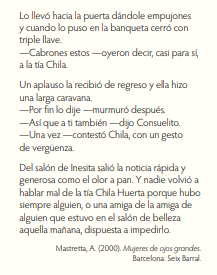 Lo llevó hacia la puerta dándole empujones
y cuando lo puso en la banqueta cerró con
triple llave.
—Cabrones estos —oyeron decir, casi para sí,
a la tía Chila.
Un aplauso la recibió de regreso y ella hizo
una larga caravana.
—Por fin lo dije —murmuró después.
—Así que a ti también —dijo Consuelito.
—Una vez —contestó Chila, con un gesto
de vergüenza.
Del salón de Inesita salió la noticia rápida y
generosa como el olor a pan. Y nadie volvió a
hablar mal de la tía Chila Huerta porque hubo
siempre alguien, o una amiga de la amiga de
alguien que estuvo en el salón de belleza
aquella mañana, dispuesta a impedirlo.
Mastretta, A. (2000). Mujeres de ojos grandes.
Barcelona: Seix Barral.